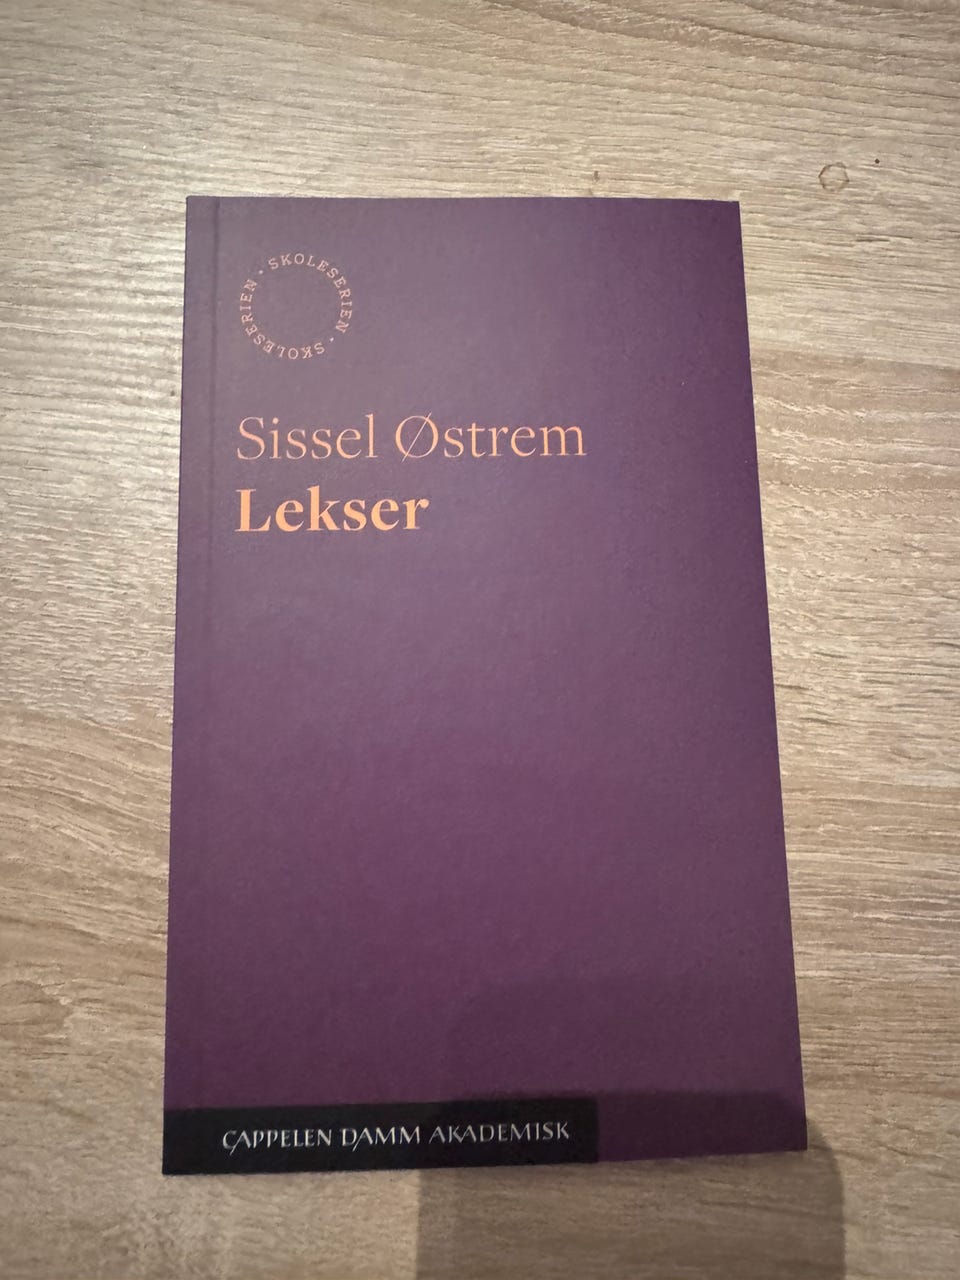 SKOLESERIEN • SKOLESERIEN •
Sissel Østrem
Lekser
CAPPELEN DAMM AKADEMISK